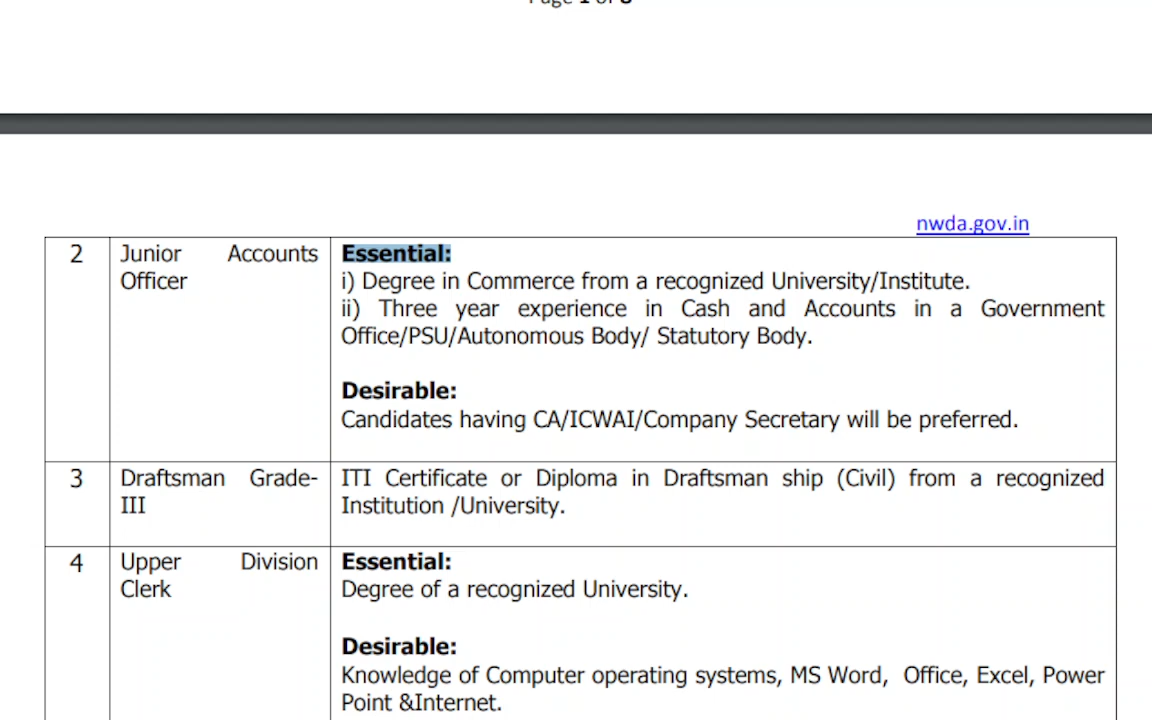 Page 1 of 8
nwda.gov.in
2
Junior Accounts
Officer
Essential:
i) Degree in Commerce from a recognized University/Institute.
ii) Three year experience in Cash and Accounts in a Government
Office/PSU/Autonomous Body/ Statutory Body.
Desirable:
Candidates having CA/ICWAI/Company Secretary will be preferred.
3
Draftsman Grade-
III
ITI Certificate or Diploma in Draftsman ship (Civil) from a recognized
Institution /University.
4
Upper Division
Clerk
Essential:
Degree of a recognized University.
Desirable:
Knowledge of Computer operating systems, MS Word, Office, Excel, Power
Point &Internet.